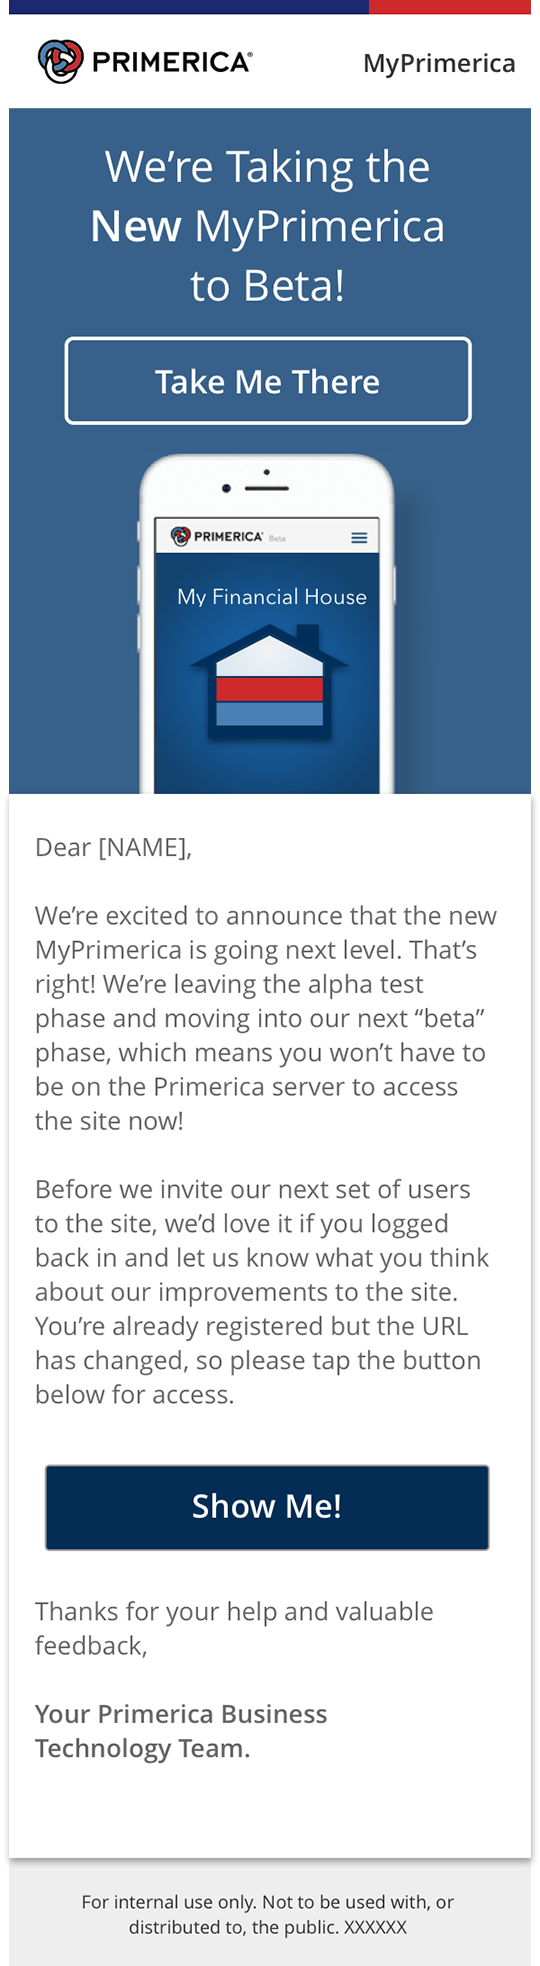 PRIMERICA®
MyPrimerica
We’re Taking the
New MyPrimerica
to Beta!
Take Me There
PRIMERICA® Beta
My Financial House
Dear [NAME],
We’re excited to announce that the new
MyPrimerica is going next level. That’s
right! We’re leaving the alpha test
phase and moving into our next “beta”
phase, which means you won’t have to
be on the Primerica server to access
the site now!
Before we invite our next set of users
to the site, we’d love it if you logged
back in and let us know what you think
about our improvements to the site.
You’re already registered but the URL
has changed, so please tap the button
below for access.
Show Me!
Thanks for your help and valuable
feedback,
Your Primerica Business
Technology Team.
For internal use only. Not to be used with, or
distributed to, the public. XXXXXX